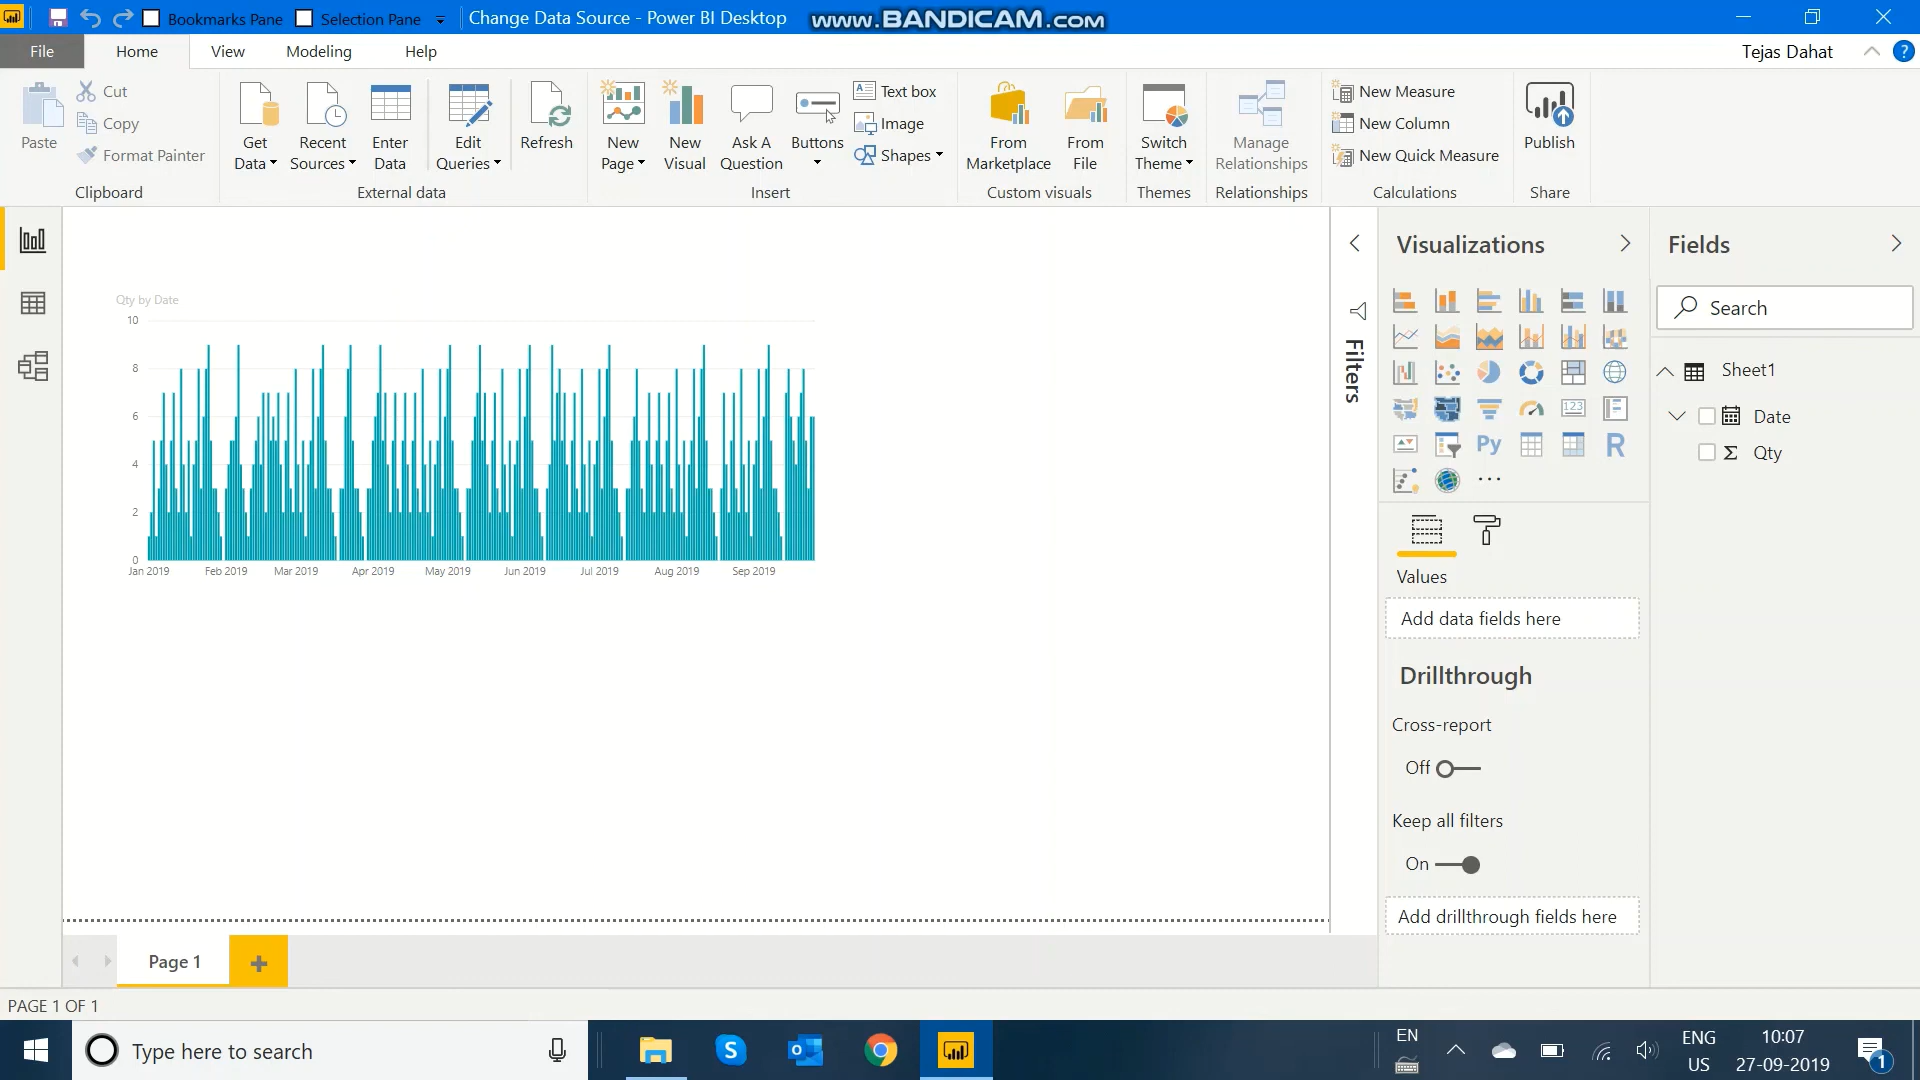 Bookmarks Pane Selection Pane Change Data Source - Power BI Desktop www.BANDICAM.com
File Home View Modeling Help Tejas Dahat ?
Paste
Cut
Copy
Format Painter
Clipboard
Get Data
Recent Sources
Enter Data
Edit Queries
Refresh
External data
New Page
New Visual
Ask A Question
Buttons
Text box
Image
Shapes
Insert
From Marketplace
From File
Custom visuals
Switch Theme
Themes
Manage Relationships
Relationships
New Measure
New Column
New Quick Measure
Calculations
Publish
Share
Qty by Date
10
8
6
4
2
0
Jan 2019 Feb 2019 Mar 2019 Apr 2019 May 2019 Jun 2019 Jul 2019 Aug 2019 Sep 2019
Filters
Visualizations
123
Py
R
Values
Add data fields here
Drillthrough
Cross-report
Off
Keep all filters
On
Add drillthrough fields here
Fields
Search
Sheet1
Date
Σ Qty
Page 1
PAGE 1 OF 1
Type here to search
EN
ENG
US
10:07
27-09-2019
1